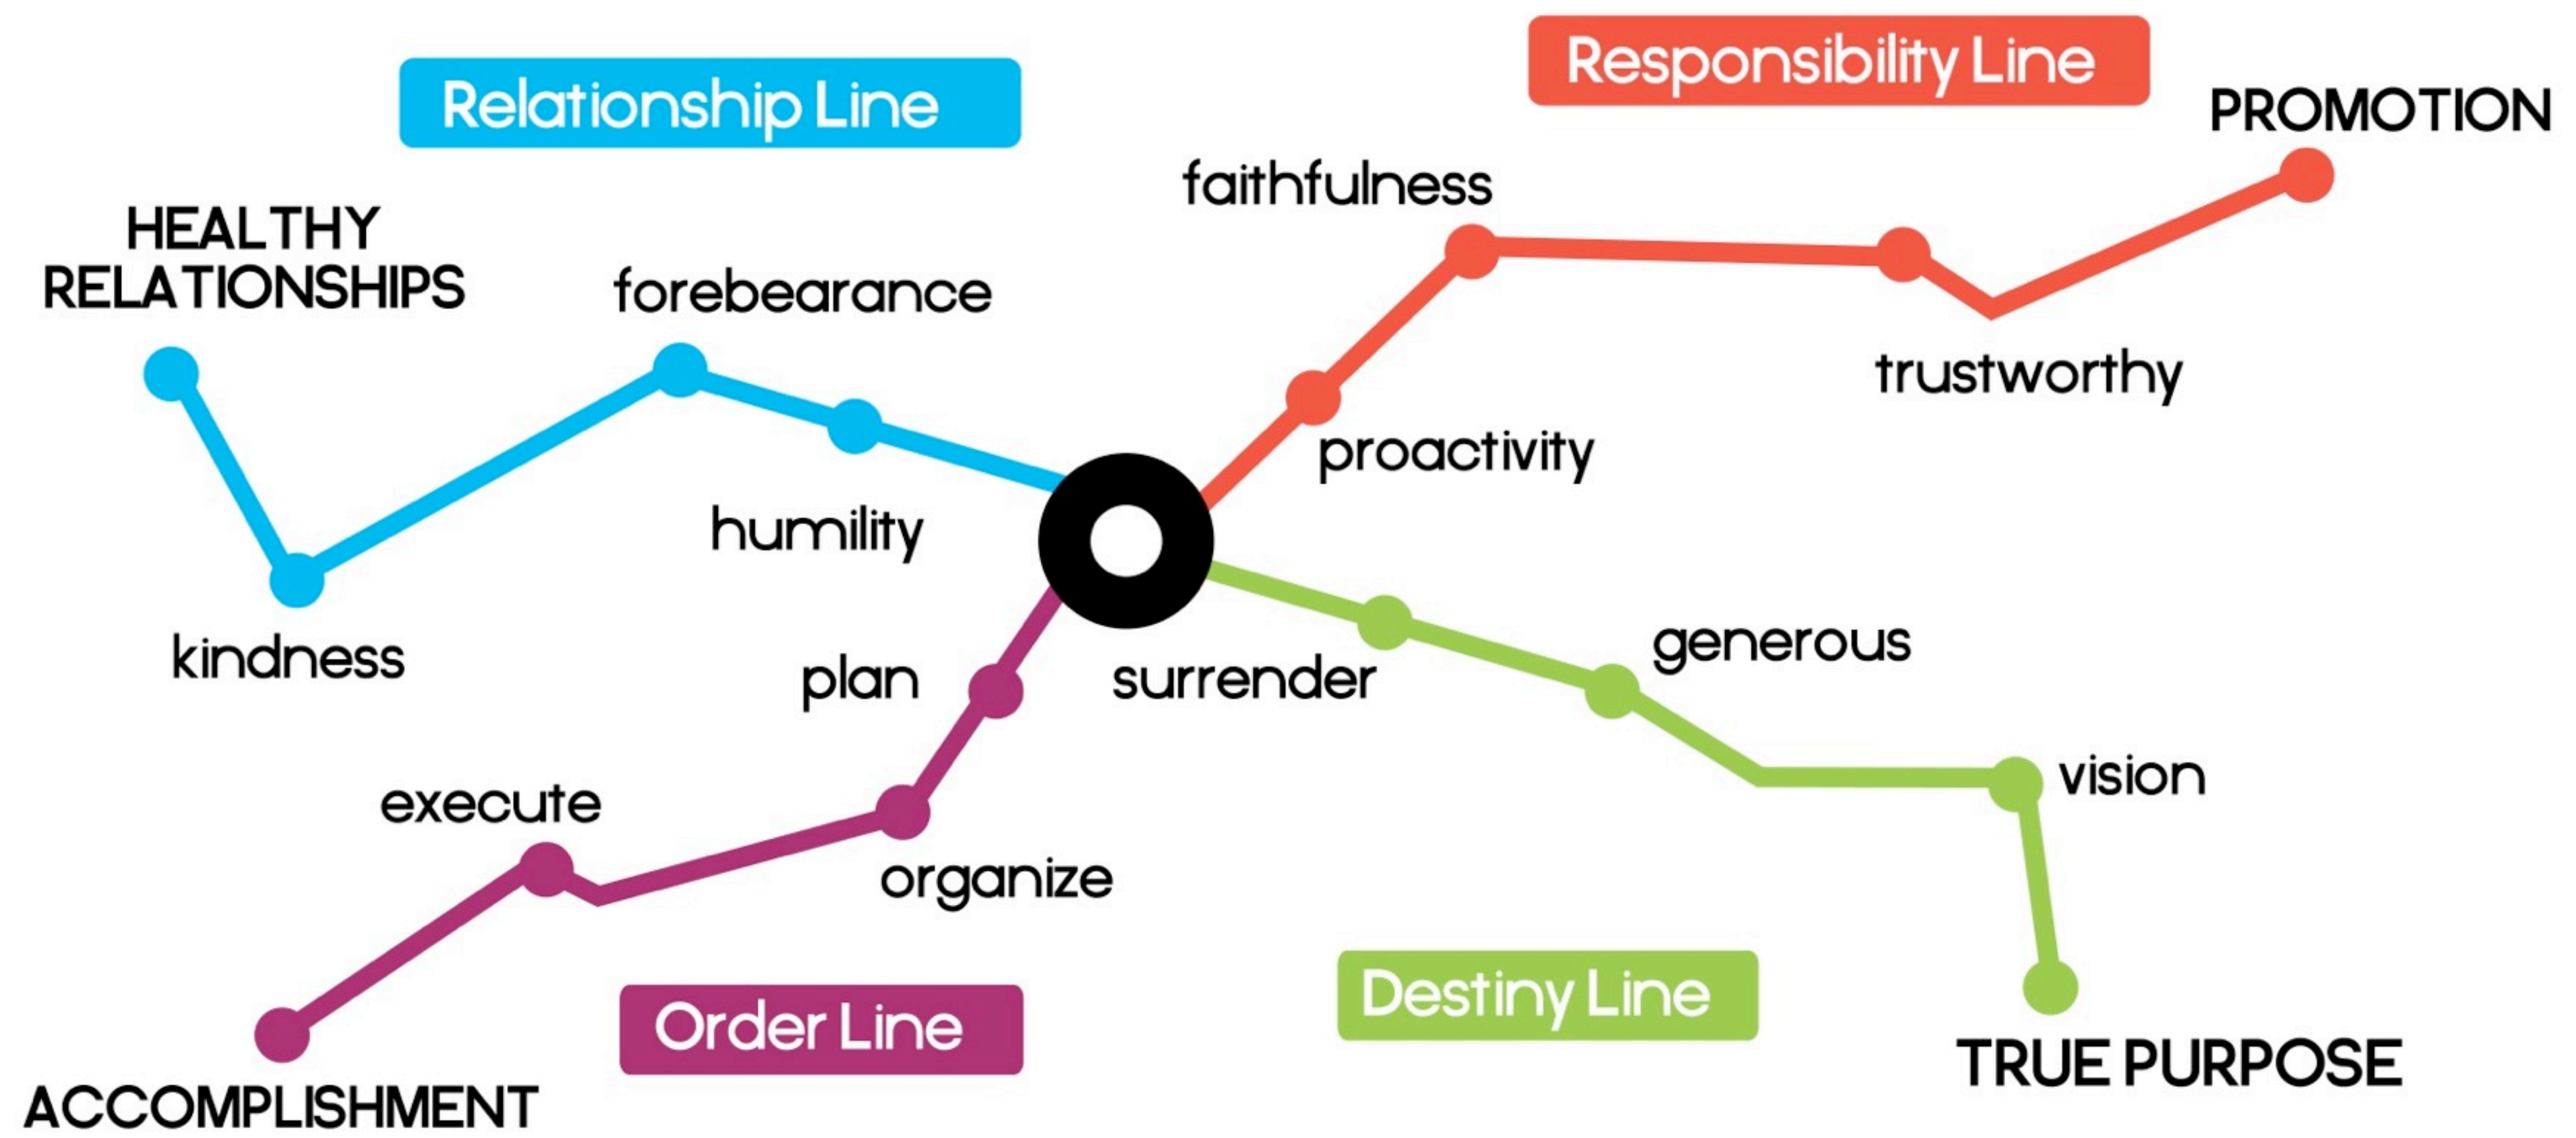 Relationship Line
Responsibility Line
PROMOTION
faithfulness
HEALTHY
RELATIONSHIPS
forebearance
trustworthy
proactivity
humility
kindness
plan
surrender
generous
execute
vision
organize
Order Line
Destiny Line
TRUE PURPOSE
ACCOMPLISHMENT